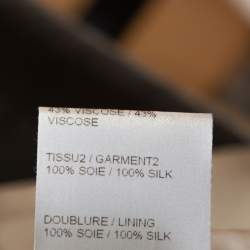 43% VISCOSE / 43%
VISCOSE
TISSU2 / GARMENT2
100% SOIE / 100% SILK
DOUBLURE / LINING
100% SOIE / 100% SILK